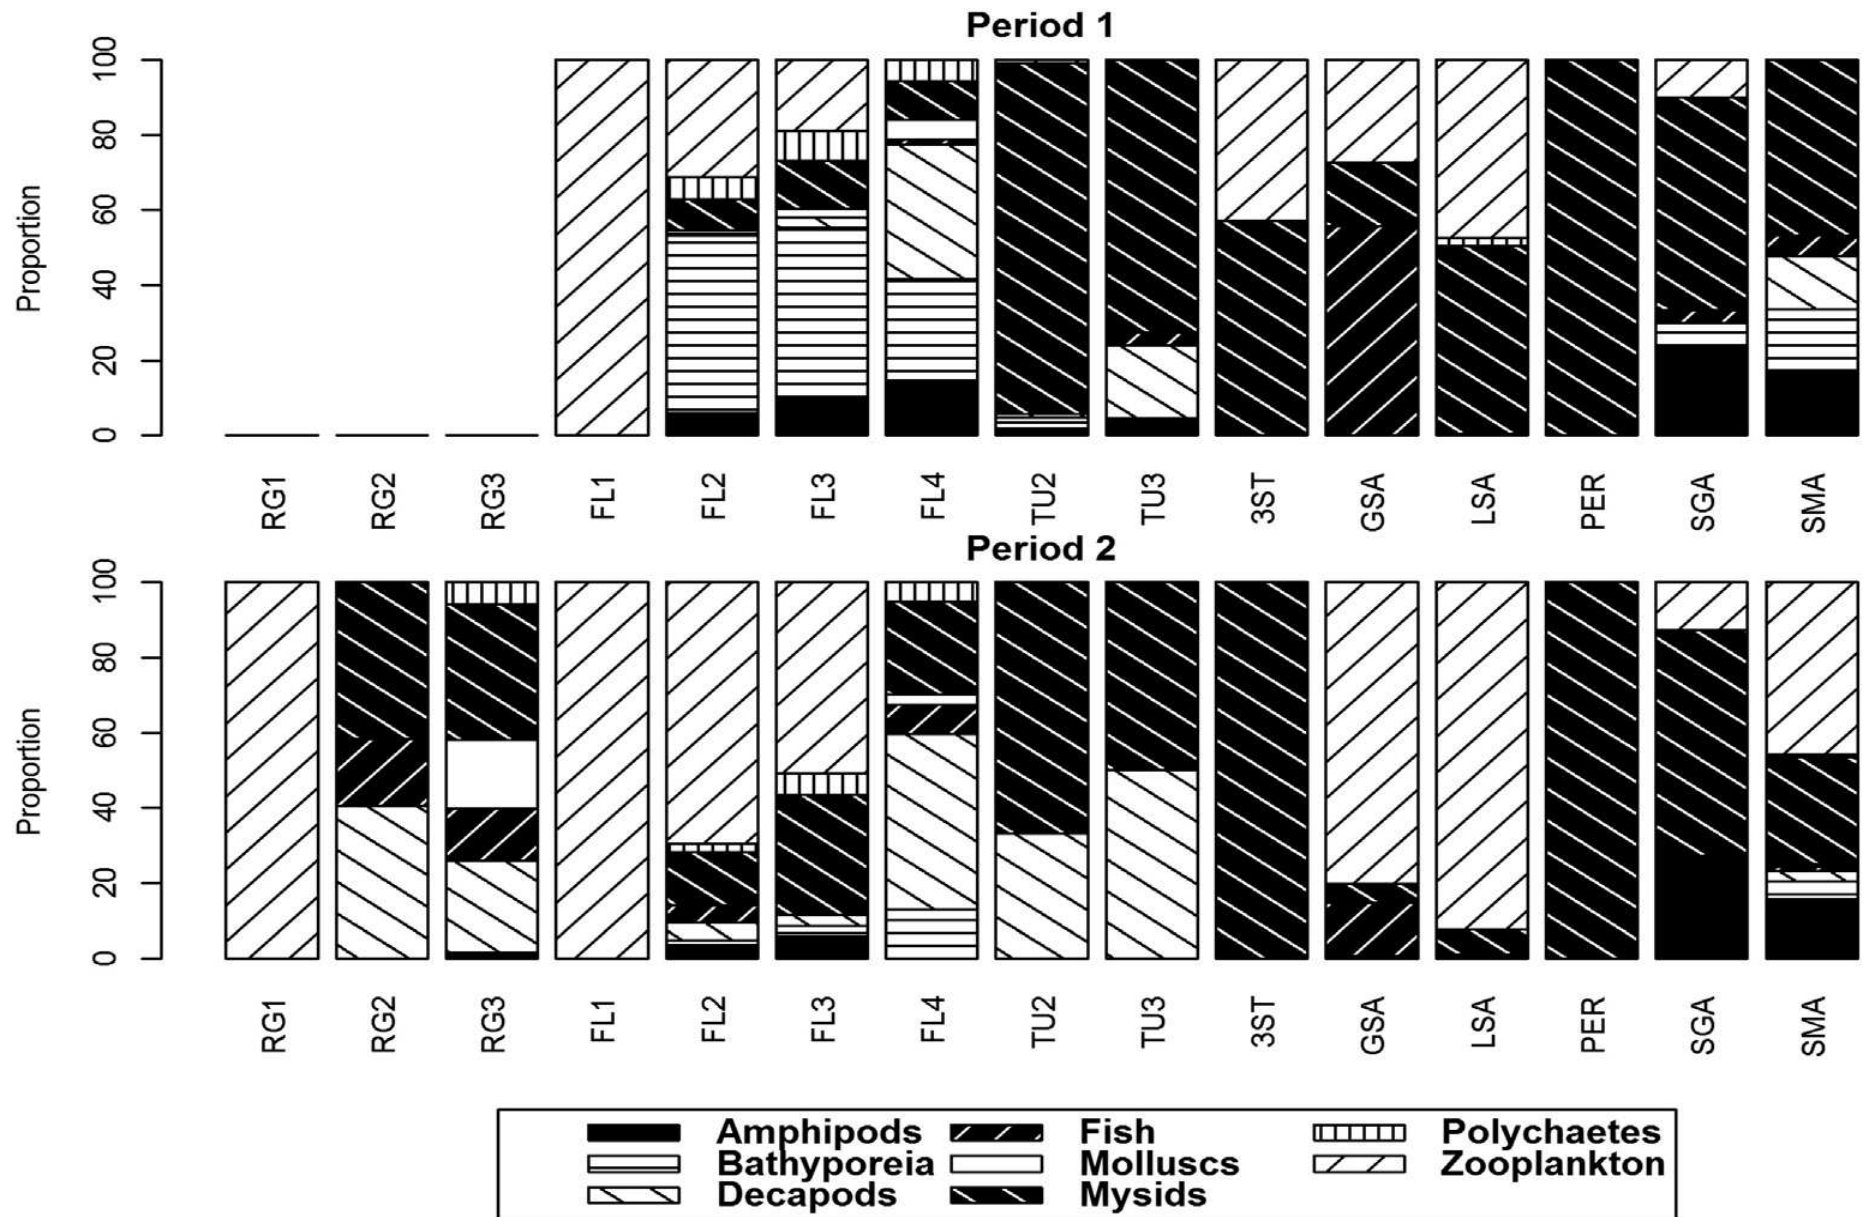 Period 1
Proportion
0 20 40 60 80 100
RG1 RG2 RG3 FL1 FL2 FL3 FL4 TU2 TU3 3ST GSA LSA PER SGA SMA
Period 2
Proportion
0 20 40 60 80 100
RG1 RG2 RG3 FL1 FL2 FL3 FL4 TU2 TU3 3ST GSA LSA PER SGA SMA
Amphipods Fish Polychaetes
Bathyporeia Molluscs Zooplankton
Decapods Mysids